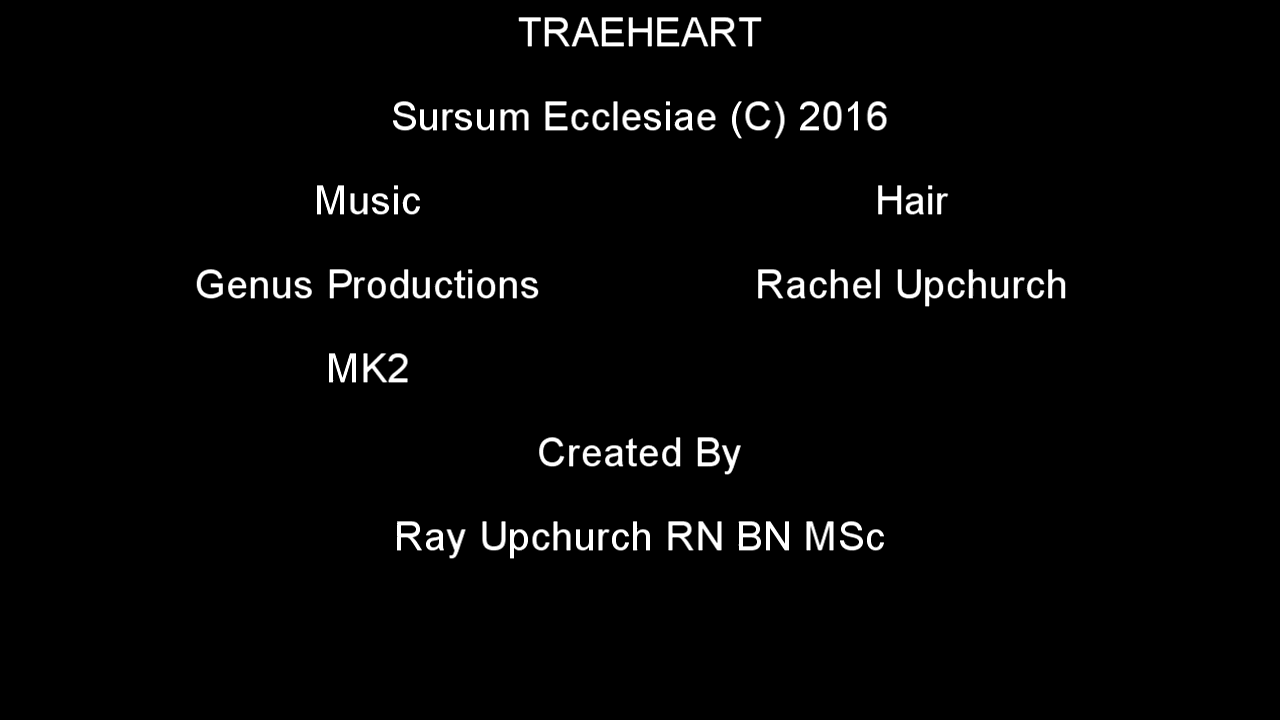 TRAEHEART
Sursum Ecclesiae (C) 2016
Music Hair
Genus Productions Rachel Upchurch
MK2
Created By
Ray Upchurch RN BN MSc